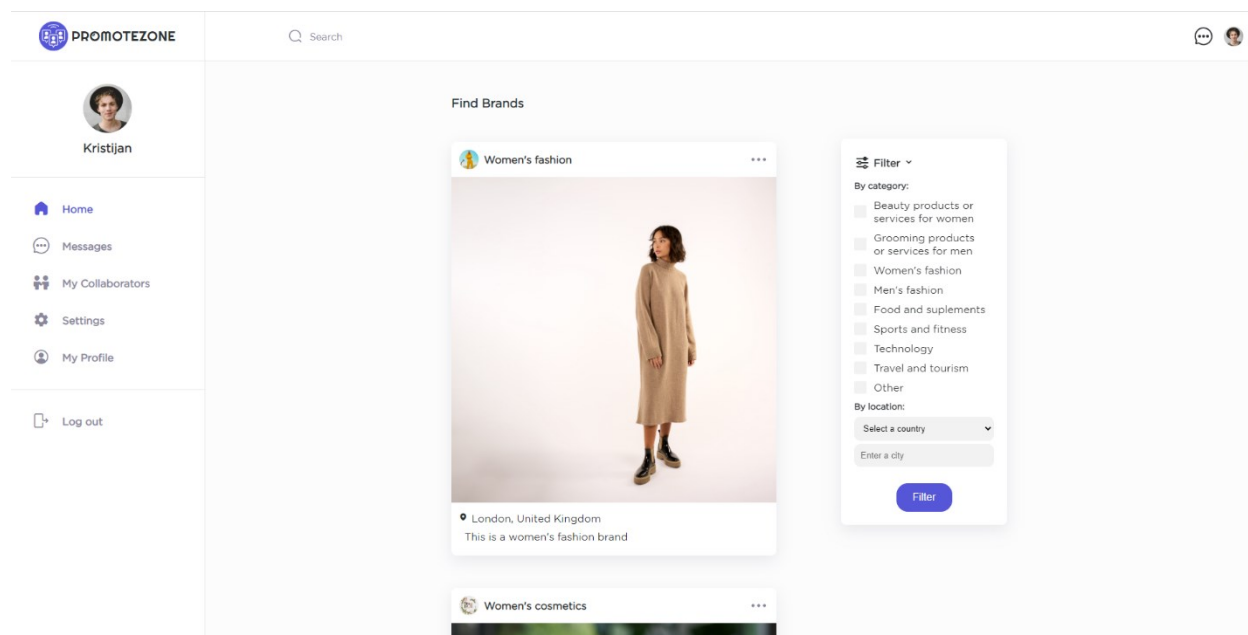 PROMOTEZONE
Search
Kristijan
Home
Messages
My Collaborators
Settings
My Profile
Log out
Find Brands
Women's fashion
London, United Kingdom
This is a women's fashion brand
Women's cosmetics
Filter
By category:
Beauty products or
services for women
Grooming products
or services for men
Women's fashion
Men's fashion
Food and suplements
Sports and fitness
Technology
Travel and tourism
Other
By location:
Select a country
Enter a city
Filter